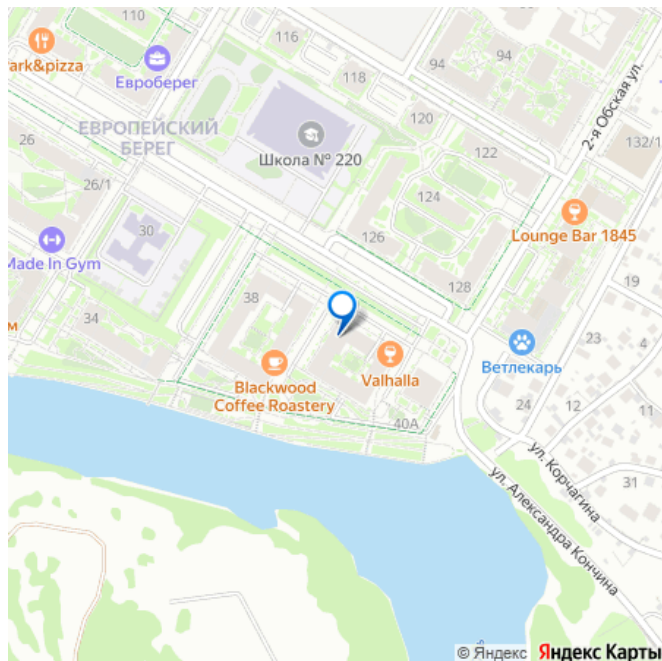 110
116
94
94
ark&pizza
Евроберег
118
2-я Обская ул.
120
ЕВРОПЕЙСКИЙ
БЕРЕГ
26
Школа № 220
122
132/1
26/1
124
30
126
Lounge Bar 1845
Made In Gym
128
19
38
34
м
23
4
Valhalla
Ветлекарь
Blackwood
Coffee Roastery
24
12
40А
ул. Корчагина
31
ул. Александра Кончина
© Яндекс Яндекс Карты